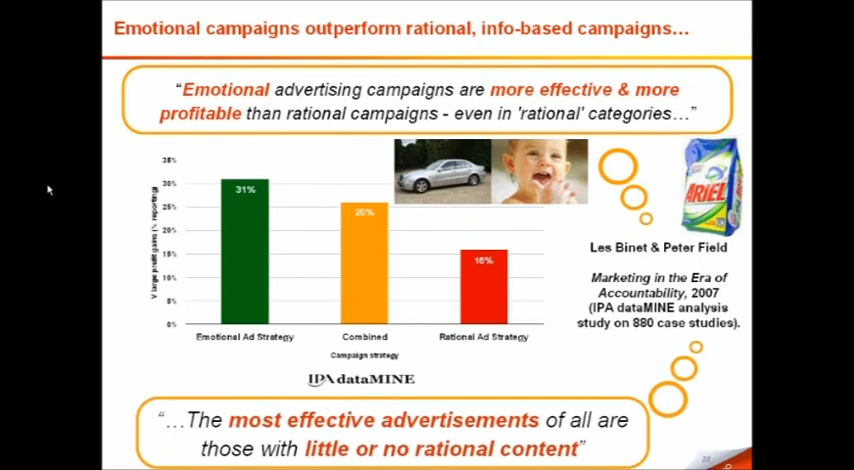 Emotional campaigns outperform rational, info-based campaigns…
“Emotional advertising campaigns are more effective & more
profitable than rational campaigns - even in 'rational' categories…”
35%
30%
25%
20%
15%
10%
5%
0%
V large profit gains (% reporting)
31%
26%
16%
Emotional Ad Strategy
Combined
Rational Ad Strategy
Campaign strategy
IPA dataMINE
ARIEL
Les Binet & Peter Field
Marketing in the Era of
Accountability, 2007
(IPA dataMINE analysis
study on 880 case studies).
“…The most effective advertisements of all are
those with little or no rational content”